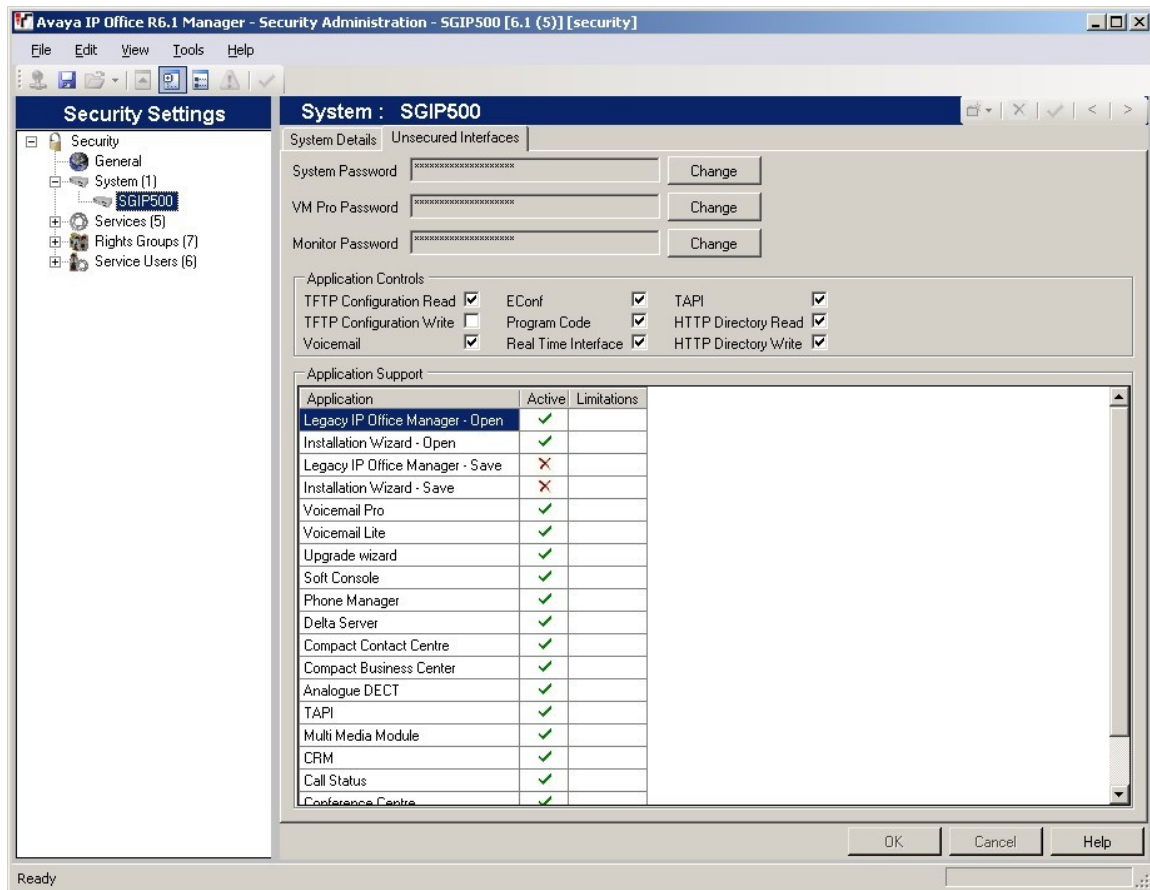 Avaya IP Office R6.1 Manager - Security Administration - SGIP500 [6.1 (5)] [security]
File Edit View Tools Help
Security Settings
Security
General
System (1)
SGIP500
Services (5)
Rights Groups (7)
Service Users (6)
System : SGIP500
System Details Unsecured Interfaces
System Password ******************** Change
VM Pro Password ******************** Change
Monitor Password ******************** Change
Application Controls
TFTP Configuration Read EConf TAPI
TFTP Configuration Write Program Code HTTP Directory Read
Voicemail Real Time Interface HTTP Directory Write
Application Support
Application Active Limitations
Legacy IP Office Manager - Open
Installation Wizard - Open
Legacy IP Office Manager - Save
Installation Wizard - Save
Voicemail Pro
Voicemail Lite
Upgrade wizard
Soft Console
Phone Manager
Delta Server
Compact Contact Centre
Compact Business Center
Analogue DECT
TAPI
Multi Media Module
CRM
Call Status
Conference Centre
OK Cancel Help
Ready